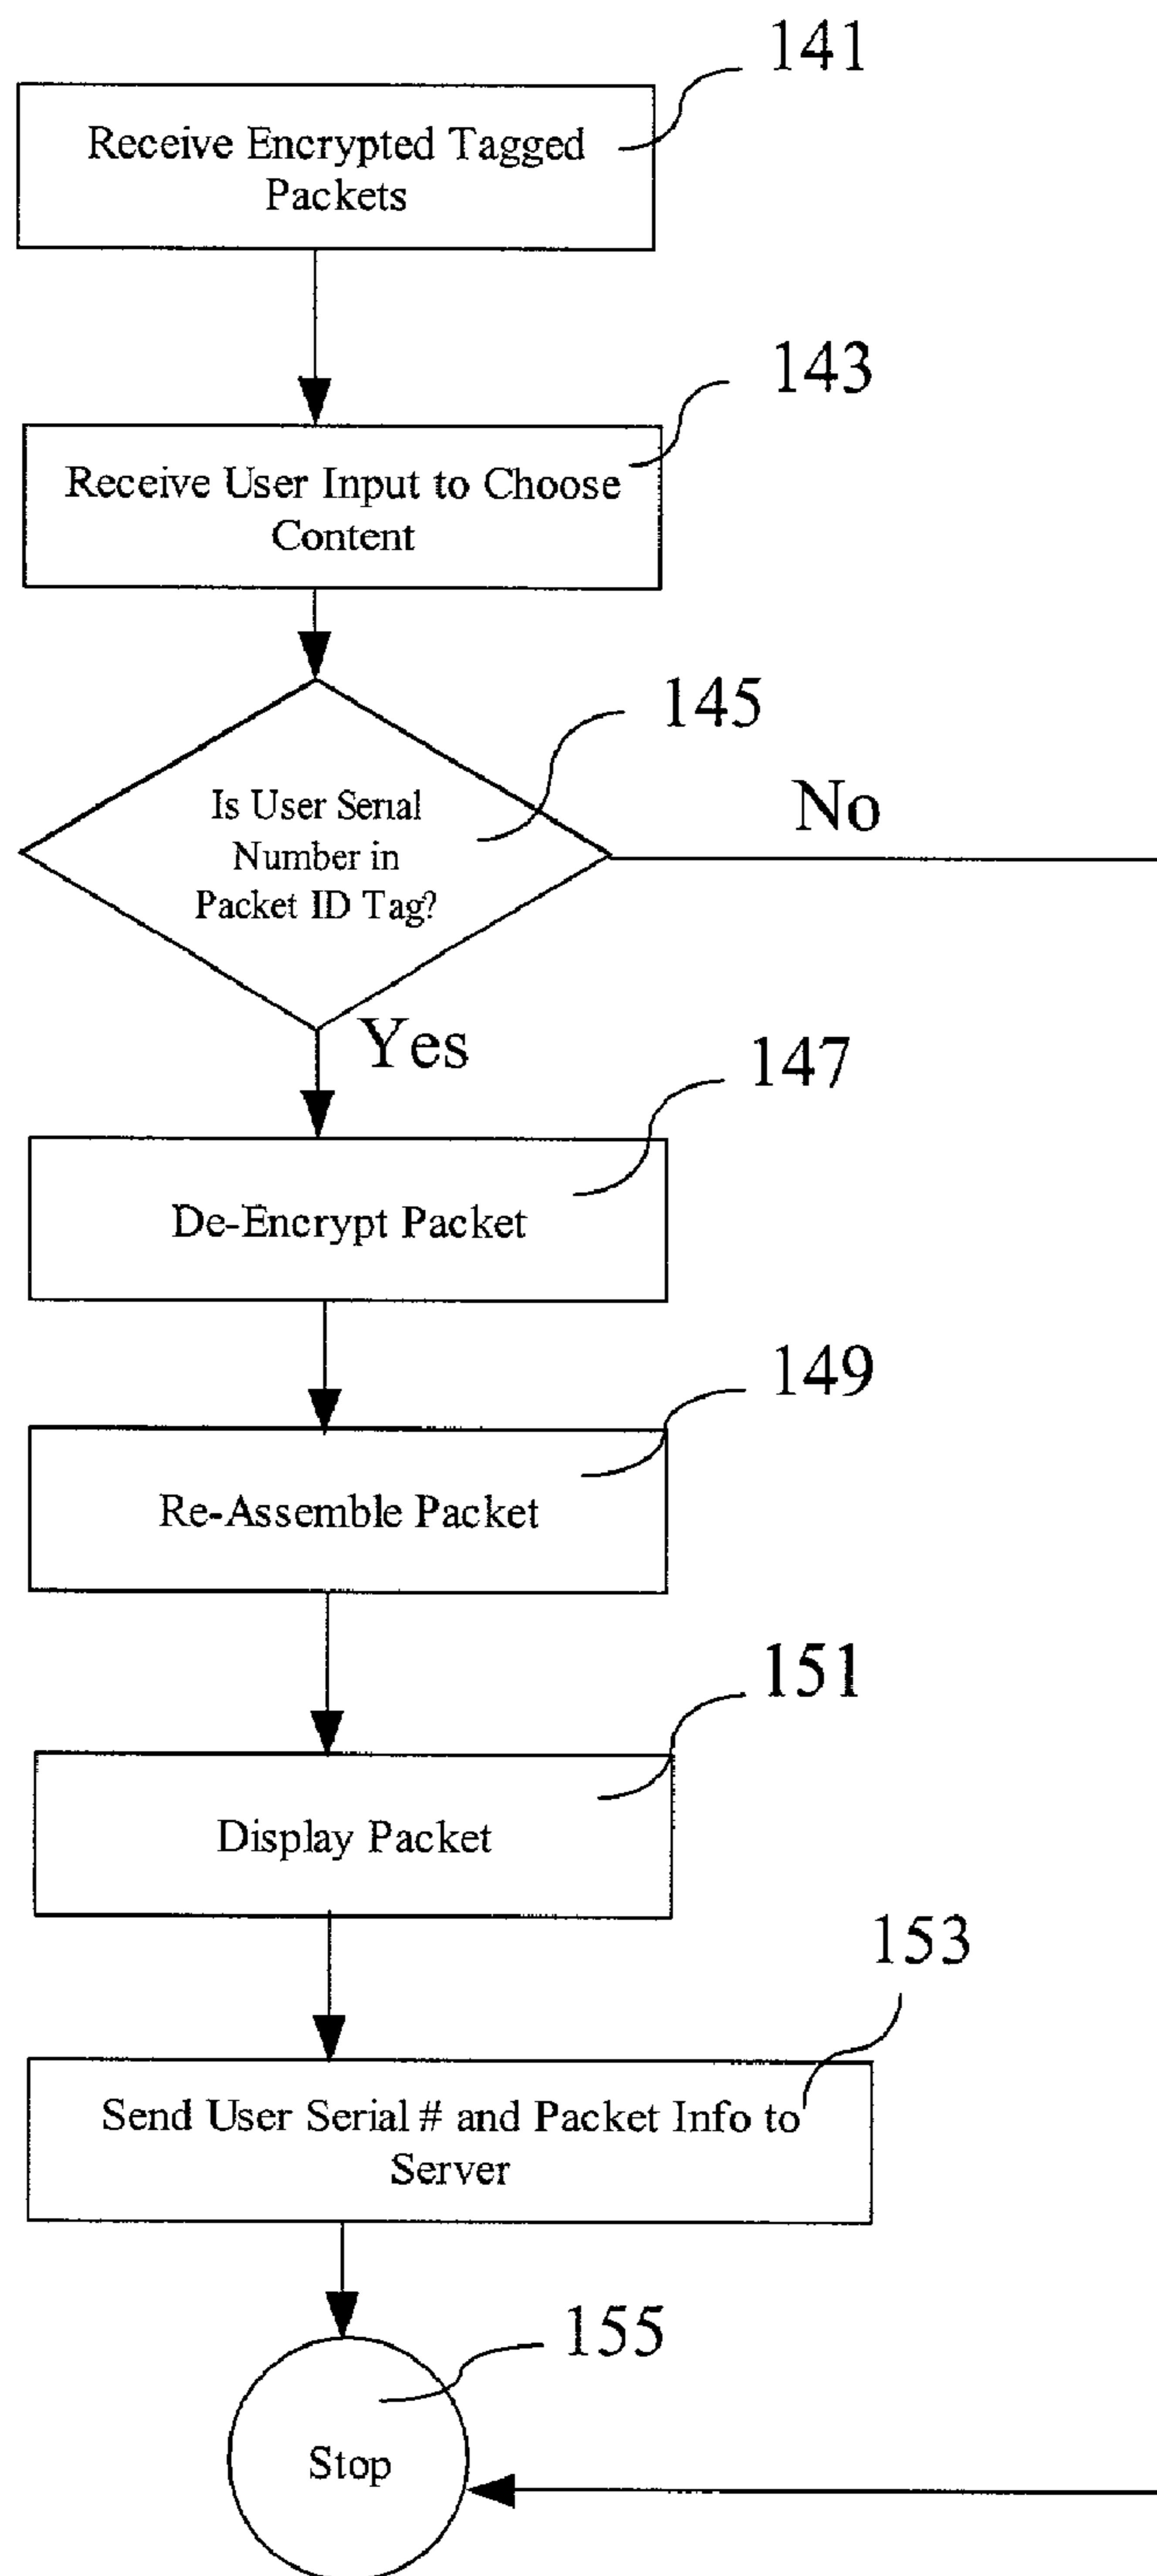 141
Receive Encrypted Tagged
Packets
143
Receive User Input to Choose
Content
145
Is User Serial
Number in
Packet ID Tag?
No
Yes
147
De-Encrypt Packet
149
Re-Assemble Packet
151
Display Packet
153
Send User Serial # and Packet Info to
Server
155
Stop